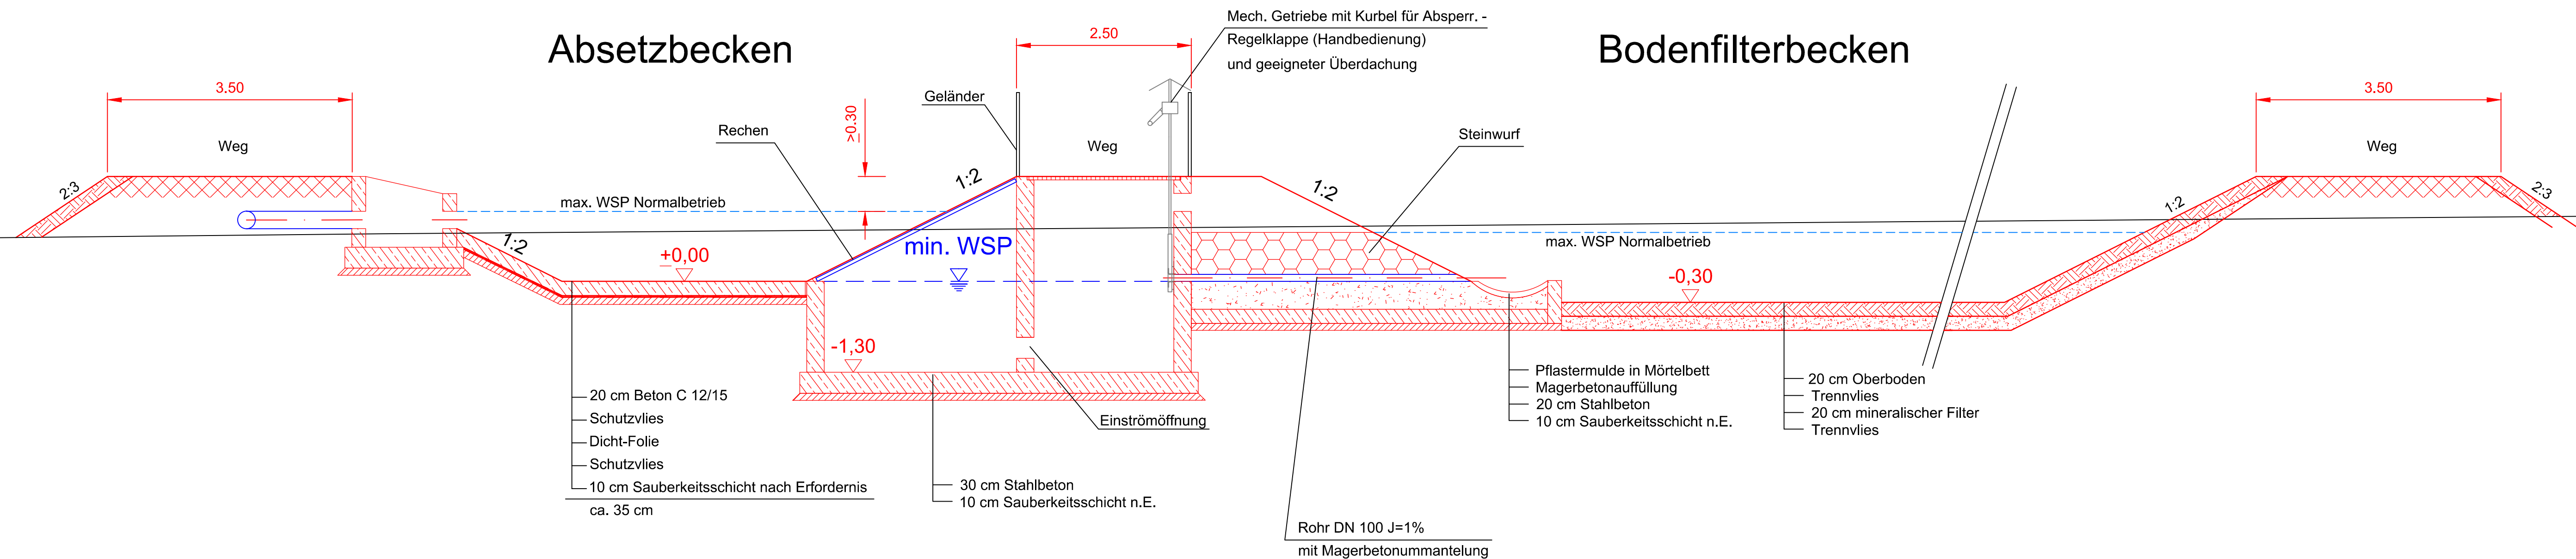 Absetzbecken
Bodenfilterbecken
Mech. Getriebe mit Kurbel für Absperr. -
Regelklappe (Handbedienung)
und geeigneter Überdachung
2.50
3.50
3.50
>0.30
Geländer
Rechen
Steinwurf
Weg
Weg
Weg
2:3
1:2
1:2
1:2
1:2
2:3
max. WSP Normalbetrieb
max. WSP Normalbetrieb
min. WSP
+0,00
-0,30
-1,30
20 cm Beton C 12/15
Schutzvlies
Dicht-Folie
Schutzvlies
10 cm Sauberkeitsschicht nach Erfordernis
ca. 35 cm
30 cm Stahlbeton
10 cm Sauberkeitsschicht n.E.
Einströmöffnung
Rohr DN 100 J=1%
mit Magerbetonummantelung
Pflastermulde in Mörtelbett
Magerbetonauffüllung
20 cm Stahlbeton
10 cm Sauberkeitsschicht n.E.
20 cm Oberboden
Trennvlies
20 cm mineralischer Filter
Trennvlies